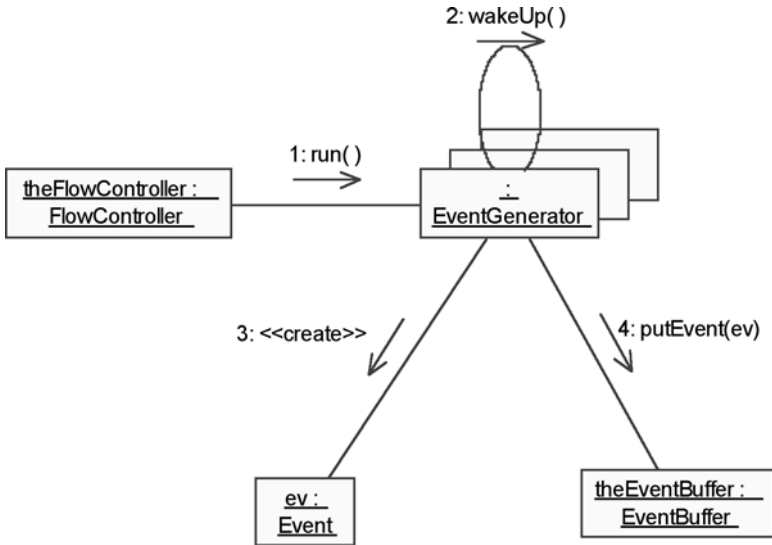 2: wakeUp( )
1: run( )
theFlowController :
FlowController
:
EventGenerator
3: <<create>>
4: putEvent(ev)
ev :
Event
theEventBuffer :
EventBuffer